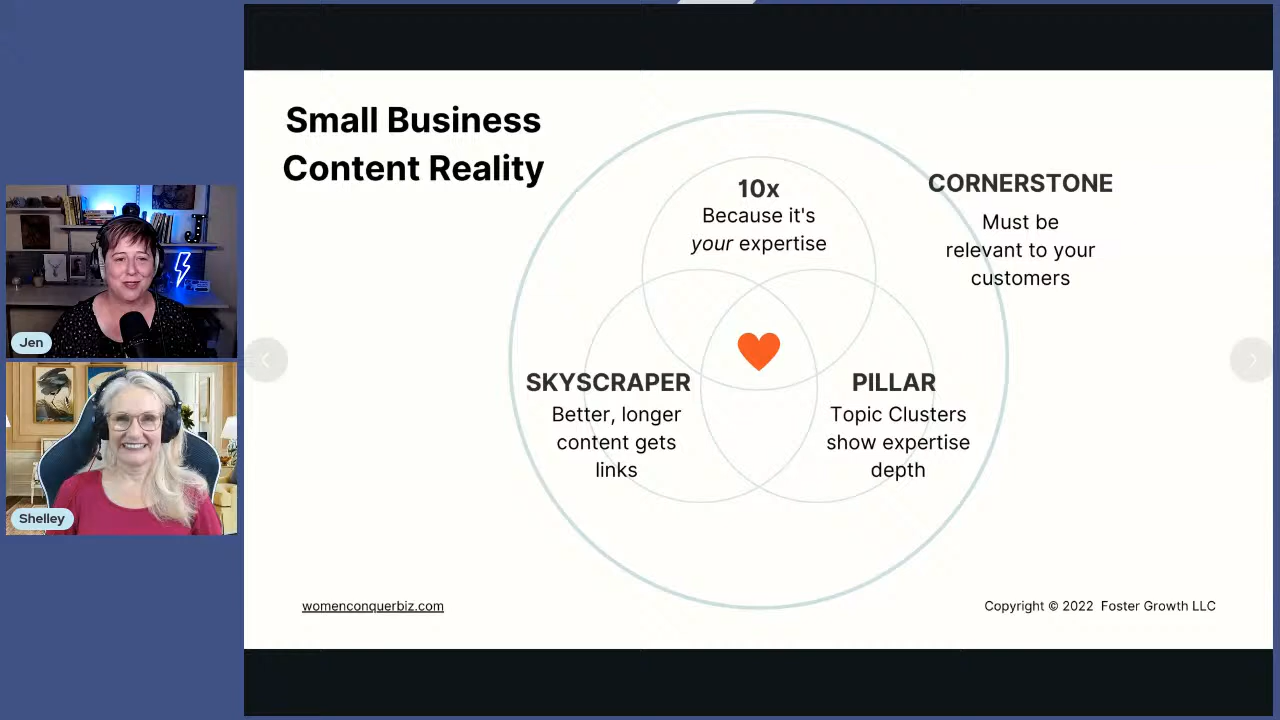 Small Business
Content Reality
10x
Because it's
your expertise
CORNERSTONE
Must be
relevant to your
customers
SKYSCRAPER
Better, longer
content gets
links
PILLAR
Topic Clusters
show expertise
depth
womenconquerbiz.com
Copyright © 2022 Foster Growth LLC
Jen
Shelley